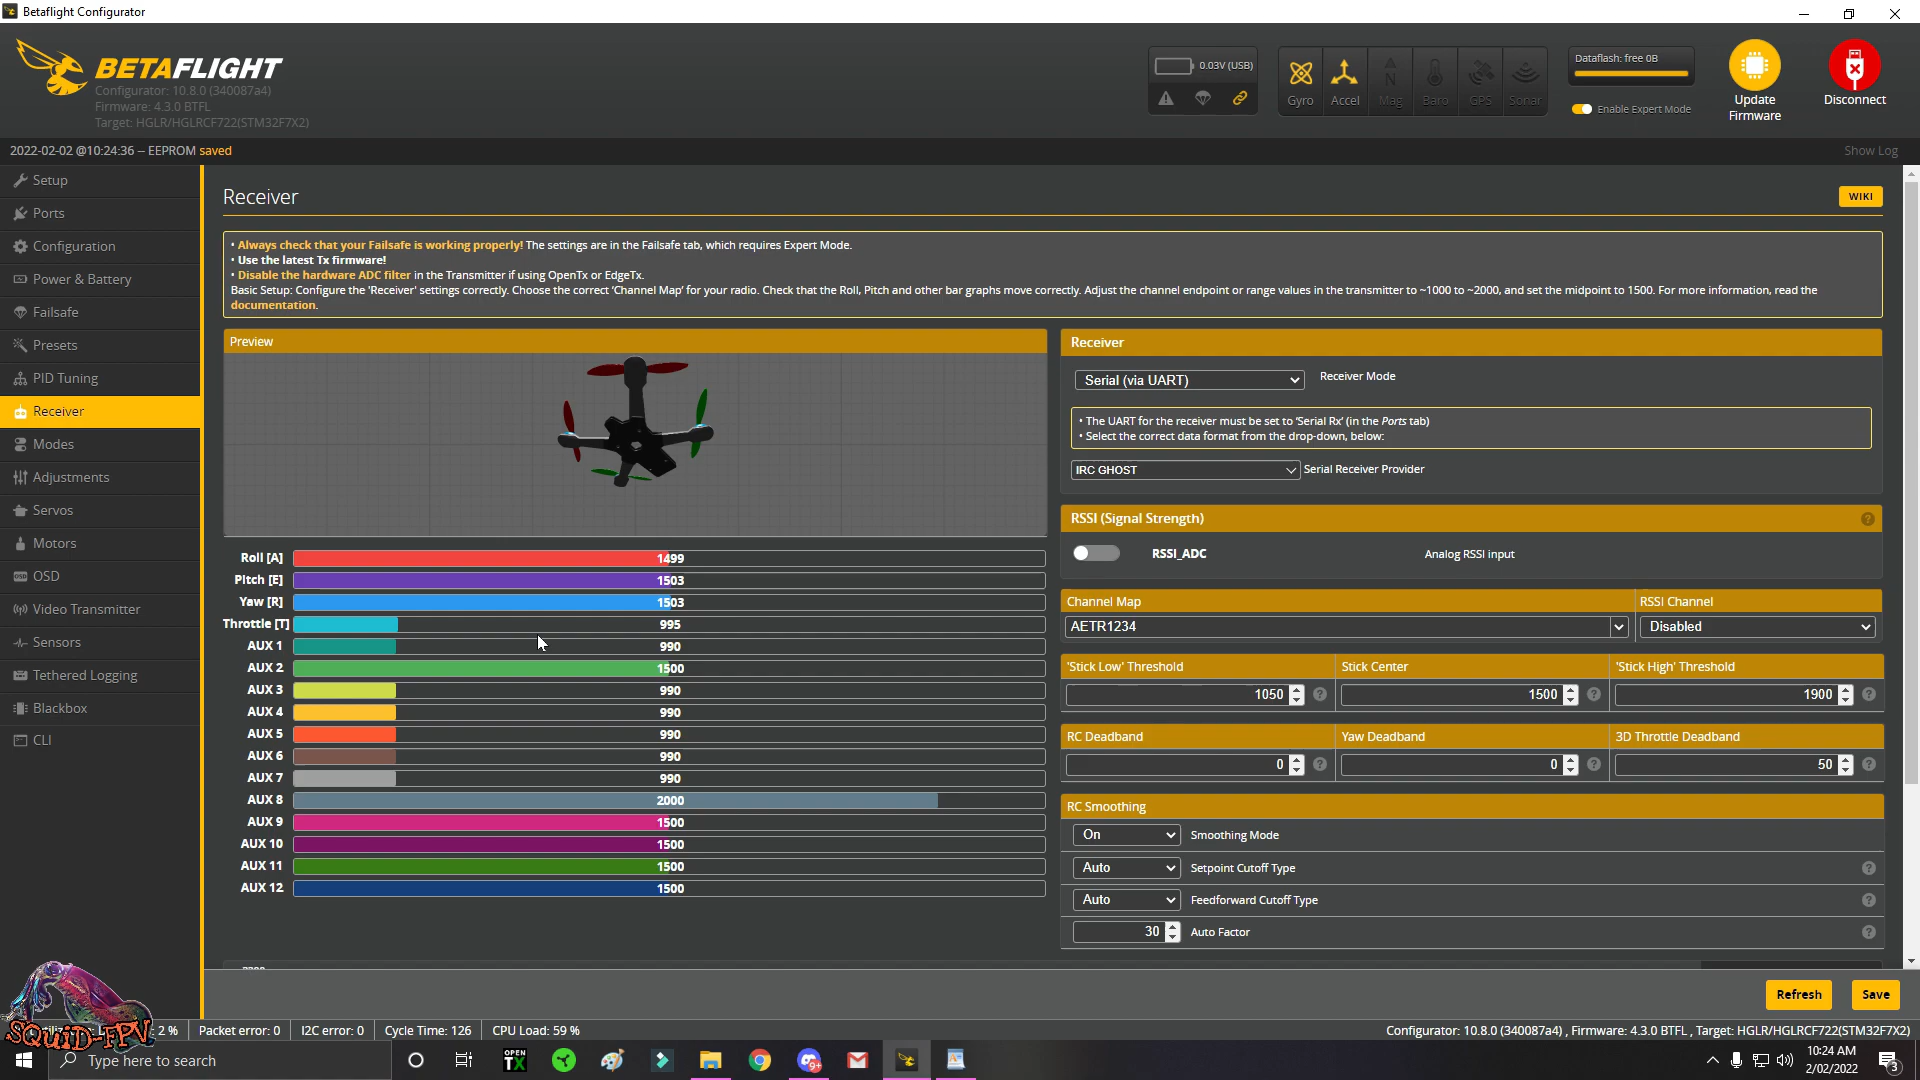 Betaflight Configurator
BETAFLIGHT
Configurator: 10.8.0 (340087a4)
Firmware: 4.3.0 BTFL
Target: HGLR/HGLRCF722(STM32F7X2)
0.03V (USB)
Gyro
Accel
Mag
Baro
GPS
Sonar
Dataflash: free 0B
Enable Expert Mode
Update
Firmware
Disconnect
2022-02-02 @10:24:36 -- EEPROM saved
Show Log
Setup
Ports
Configuration
Power & Battery
Failsafe
Presets
PID Tuning
Receiver
Modes
Adjustments
Servos
Motors
OSD
Video Transmitter
Sensors
Tethered Logging
Blackbox
CLI
Receiver
WIKI
• Always check that your Failsafe is working properly! The settings are in the Failsafe tab, which requires Expert Mode.
• Use the latest Tx firmware!
• Disable the hardware ADC filter in the Transmitter if using OpenTx or EdgeTx.
Basic Setup: Configure the 'Receiver' settings correctly. Choose the correct 'Channel Map' for your radio. Check that the Roll, Pitch and other bar graphs move correctly. Adjust the channel endpoint or range values in the transmitter to ~1000 to ~2000, and set the midpoint to 1500. For more information, read the
documentation.
Preview
Roll [A] 1499
Pitch [E] 1503
Yaw [R] 1503
Throttle [T] 995
AUX 1 990
AUX 2 1500
AUX 3 990
AUX 4 990
AUX 5 990
AUX 6 990
AUX 7 990
AUX 8 2000
AUX 9 1500
AUX 10 1500
AUX 11 1500
AUX 12 1500
Receiver
Serial (via UART) Receiver Mode
• The UART for the receiver must be set to 'Serial Rx' (in the Ports tab)
• Select the correct data format from the drop-down, below:
IRC GHOST Serial Receiver Provider
RSSI (Signal Strength)
RSSI_ADC Analog RSSI input
Channel Map RSSI Channel
AETR1234 Disabled
'Stick Low' Threshold Stick Center 'Stick High' Threshold
1050 1500 1900
RC Deadband Yaw Deadband 3D Throttle Deadband
0 0 50
RC Smoothing
On Smoothing Mode
Auto Setpoint Cutoff Type
Auto Feedforward Cutoff Type
30 Auto Factor
Refresh
Save
SQUID-FPV
2 %
Packet error: 0
I2C error: 0
Cycle Time: 126
CPU Load: 59 %
Configurator: 10.8.0 (340087a4) , Firmware: 4.3.0 BTFL , Target: HGLR/HGLRCF722(STM32F7X2)
Type here to search
OPEN
TX
9+
10:24 AM
2/02/2022
3